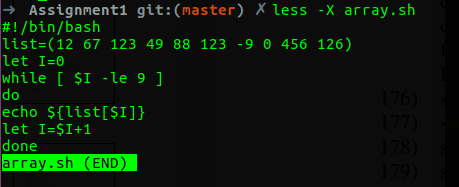 ➜ Assignment1 git:(master) ✗ less -X array.sh
#!/bin/bash
list=(12 67 123 49 88 123 -9 0 456 126)
let I=0
while [ $I -le 9 ]
do
echo ${list[$I]}
let I=$I+1
done
array.sh (END)
176)
177)
178)
179)